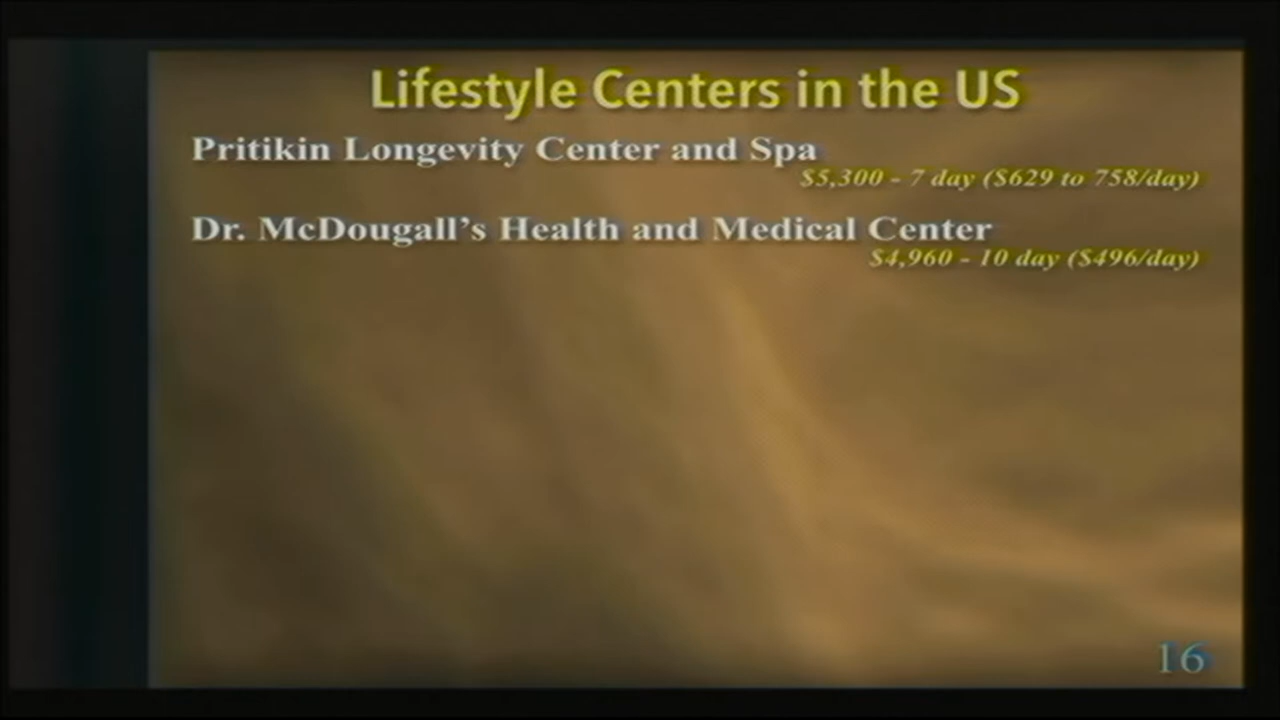 Lifestyle Centers in the US
Pritikin Longevity Center and Spa
$5,300 - 7 day ($629 to 758/day)
Dr. McDougall's Health and Medical Center
$4,960 - 10 day ($496/day)
16